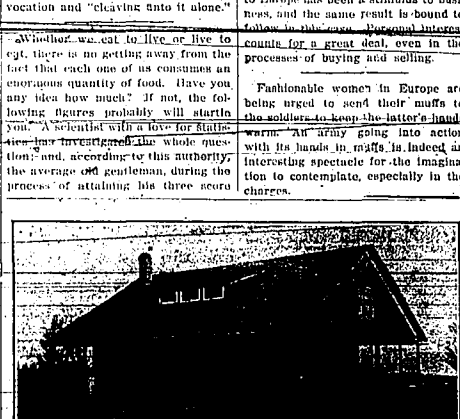 vocation and "cleaving unto it alone."
Whether we eat to live or live to
eat, there is no getting away from the
fact that each one of us consumes an
enormous quantity of food. Have you
any idea how much? If not, the fol-
lowing figures probably will startle
you. A scientist with a love for statis-
tics has investigated the whole ques-
tion; and, according to this authority,
the average old gentleman, during the
process of attaining his three score
to Europe has been a stimulus to busi-
ness, and the same result is bound to
follow in this case. Personal interest
counts for a great deal, even in the
processes of buying and selling.
Fashionable women in Europe are
being urged to send their muffs to
the soldiers to keep the latter's hands
warm. An army going into action
with its hands in muffs is indeed an
interesting spectacle for the imagina-
tion to contemplate, especially in the
charges.